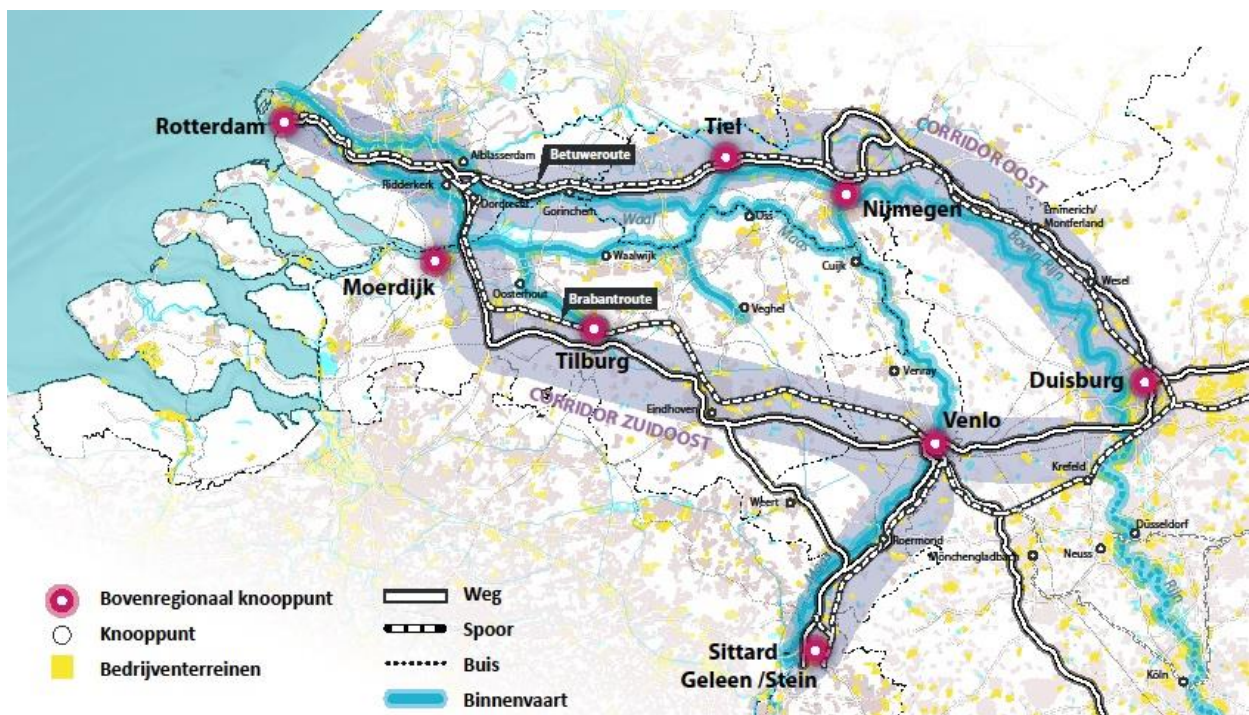 Rotterdam
Alblasserdam
Betuweroute
Tiel
CORRIDOR OOST
Ridderkerk
Dordrecht
Gorinchem
Waal
Oss
Maas
Nijmegen
Emmerich/
Montferland
Boven-Rijn
Wesel
Moerdijk
Waalwijk
Cuijk
Oosterhout
Brabantroute
Veghel
Tilburg
Venray
Duisburg
CORRIDOR ZUIDOOST
Eindhoven
Venlo
Krefeld
Weert
Roermond
Mönchengladbach
Neuss
Düsseldorf
Rijn
Sittard -
Geleen /Stein
Köln
Bovenregionaal knooppunt
Knooppunt
Bedrijventerreinen
Weg
Spoor
Buis
Binnenvaart